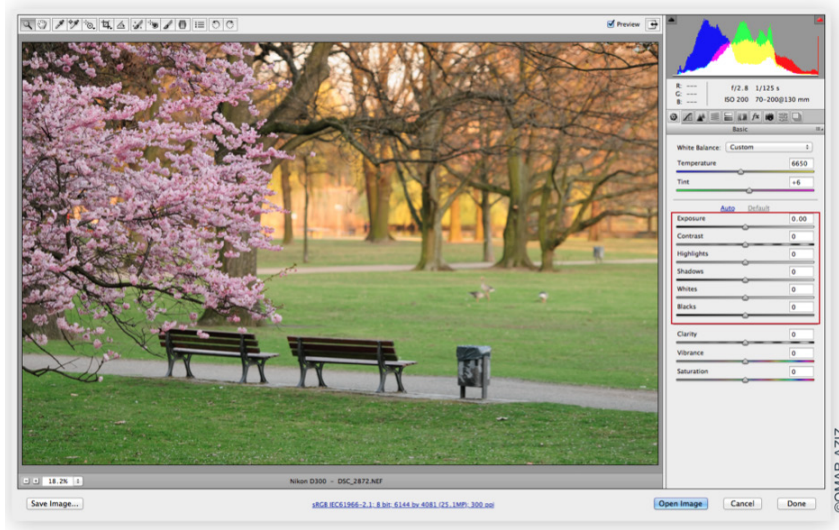 Preview
R: ---
G: ---
B: ---
f/2.8 1/125 s
ISO 200 70-200@130 mm
Basic
White Balance: Custom
Temperature 6650
Tint +6
Auto Default
Exposure 0.00
Contrast 0
Highlights 0
Shadows 0
Whites 0
Blacks 0
Clarity 0
Vibrance 0
Saturation 0
18.2% Nikon D300 - DSC_2872.NEF
Save Image... sRGB IEC61966-2.1; 8 bit; 6144 by 4081 (25.1MP); 300 ppi Open Image Cancel Done